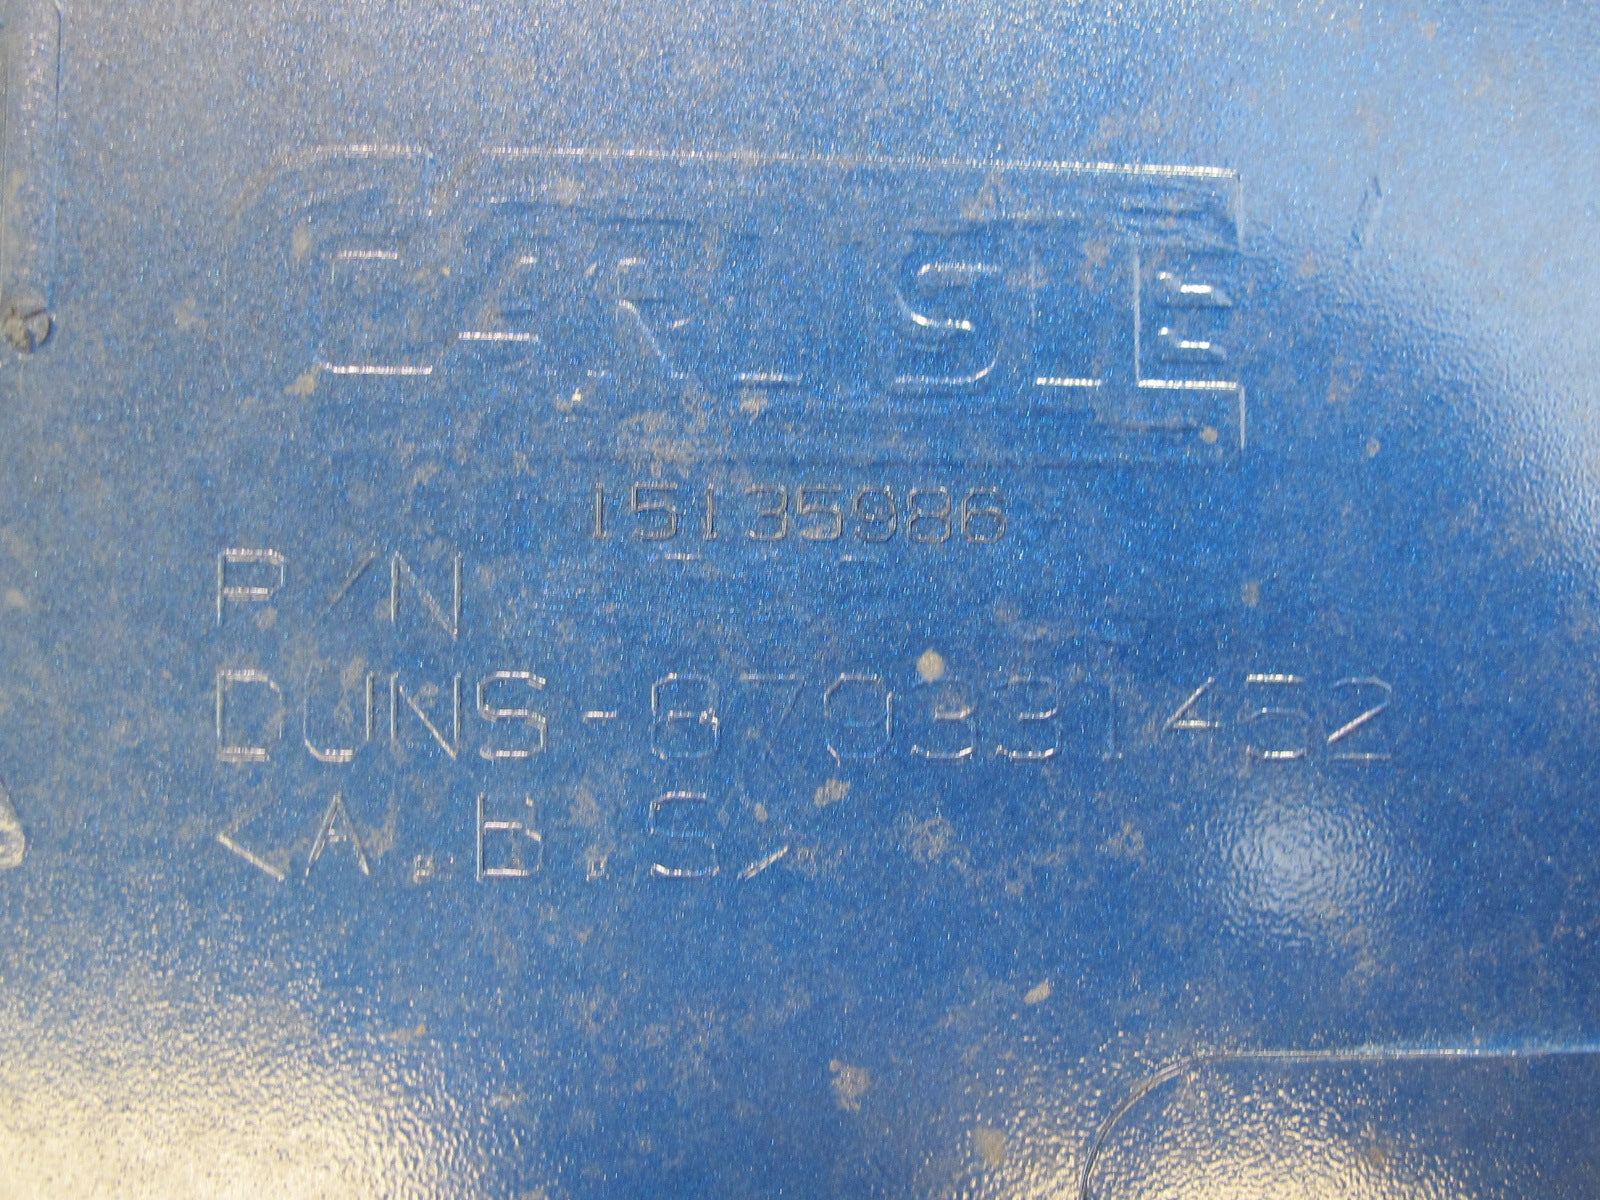 CARLISLE
15135986
P/N
DUNS-879331452
<A.B.S>